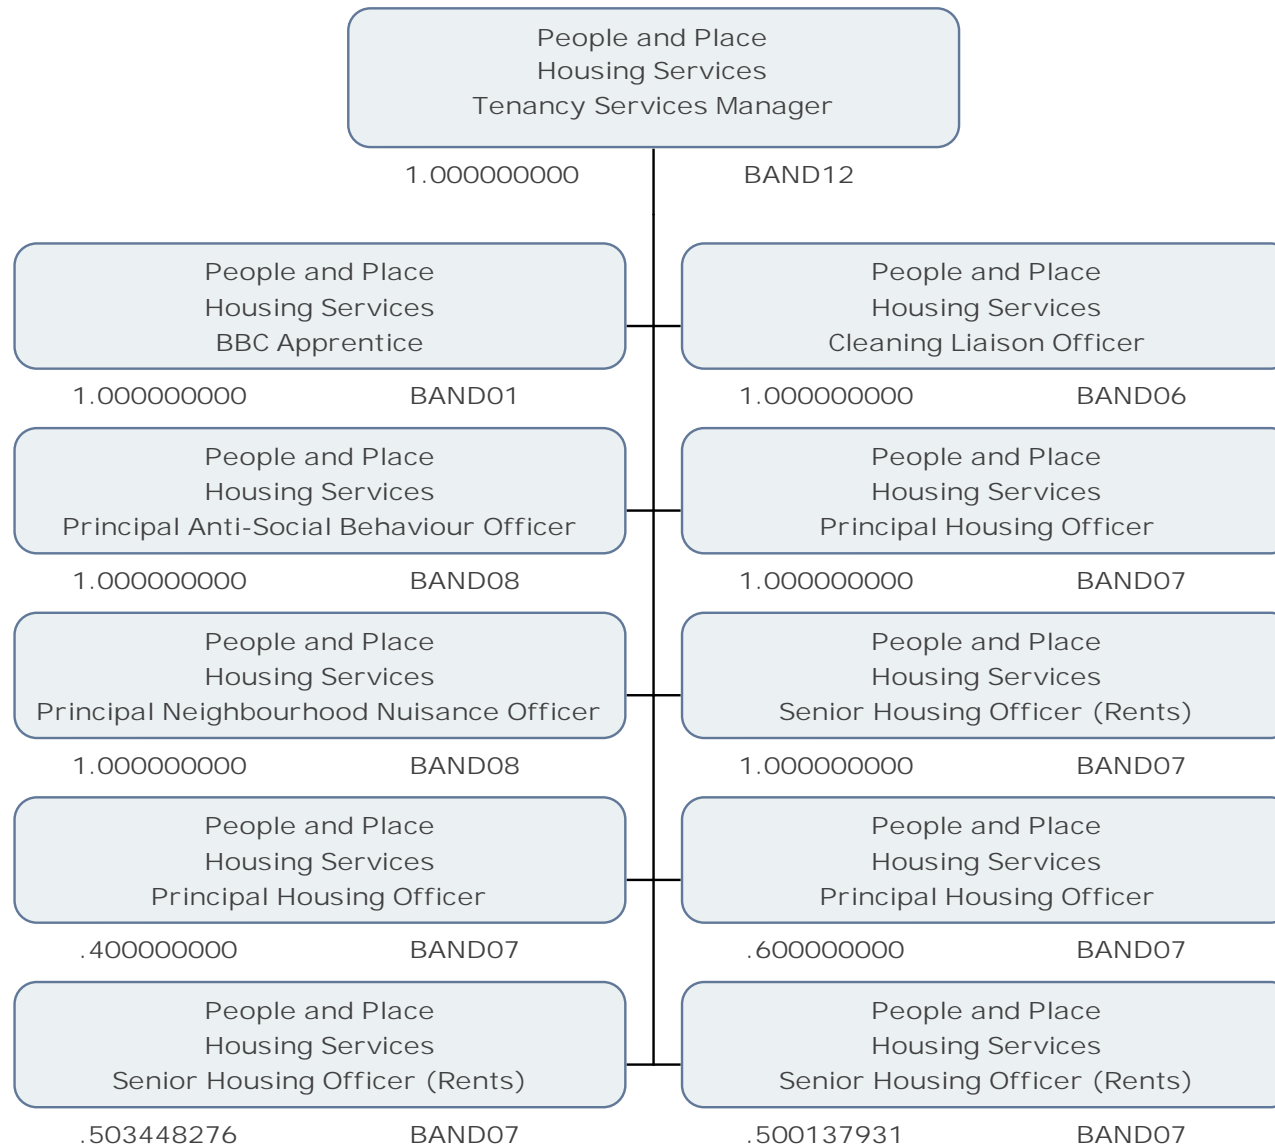 People and Place
Housing Services
Tenancy Services Manager
1.000000000 BAND12
People and Place
Housing Services
BBC Apprentice
1.000000000 BAND01
People and Place
Housing Services
Cleaning Liaison Officer
1.000000000 BAND06
People and Place
Housing Services
Principal Anti-Social Behaviour Officer
1.000000000 BAND08
People and Place
Housing Services
Principal Housing Officer
1.000000000 BAND07
People and Place
Housing Services
Principal Neighbourhood Nuisance Officer
1.000000000 BAND08
People and Place
Housing Services
Senior Housing Officer (Rents)
1.000000000 BAND07
People and Place
Housing Services
Principal Housing Officer
.400000000 BAND07
People and Place
Housing Services
Principal Housing Officer
.600000000 BAND07
People and Place
Housing Services
Senior Housing Officer (Rents)
.503448276 BAND07
People and Place
Housing Services
Senior Housing Officer (Rents)
.500137931 BAND07